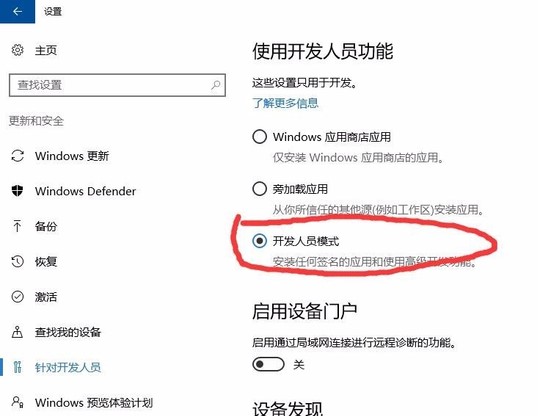 设置
主页
查找设置
更新和安全
Windows 更新
Windows Defender
备份
恢复
激活
查找我的设备
针对开发人员
Windows 预览体验计划
使用开发人员功能
这些设置只用于开发。
了解更多信息
Windows 应用商店应用
仅安装 Windows 应用商店的应用。
旁加载应用
从你所信任的其他源(例如工作区)安装应用。
开发人员模式
安装任何签名的应用和使用高级开发功能。
启用设备门户
启用通过局域网连接进行远程诊断的功能。
关
设备发现